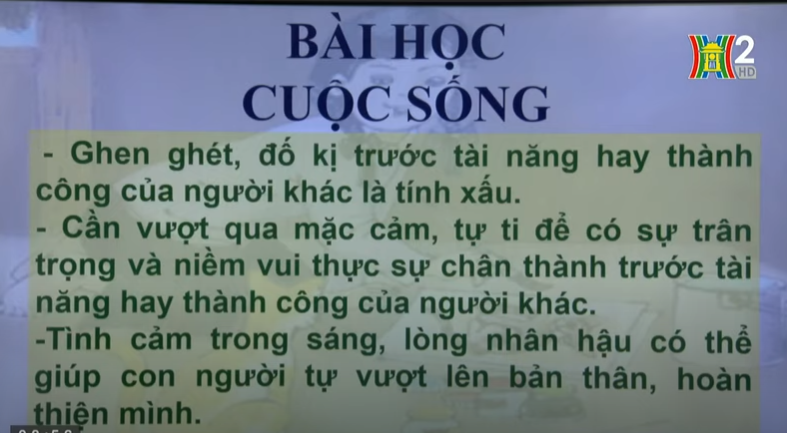 BÀI HỌC
CUỘC SỐNG
2
HD
- Ghen ghét, đố kị trước tài năng hay thành
công của người khác là tính xấu.
- Cần vượt qua mặc cảm, tự ti để có sự trân
trọng và niềm vui thực sự chân thành trước tài
năng hay thành công của người khác.
-Tình cảm trong sáng, lòng nhân hậu có thể
giúp con người tự vượt lên bản thân, hoàn
thiện mình.